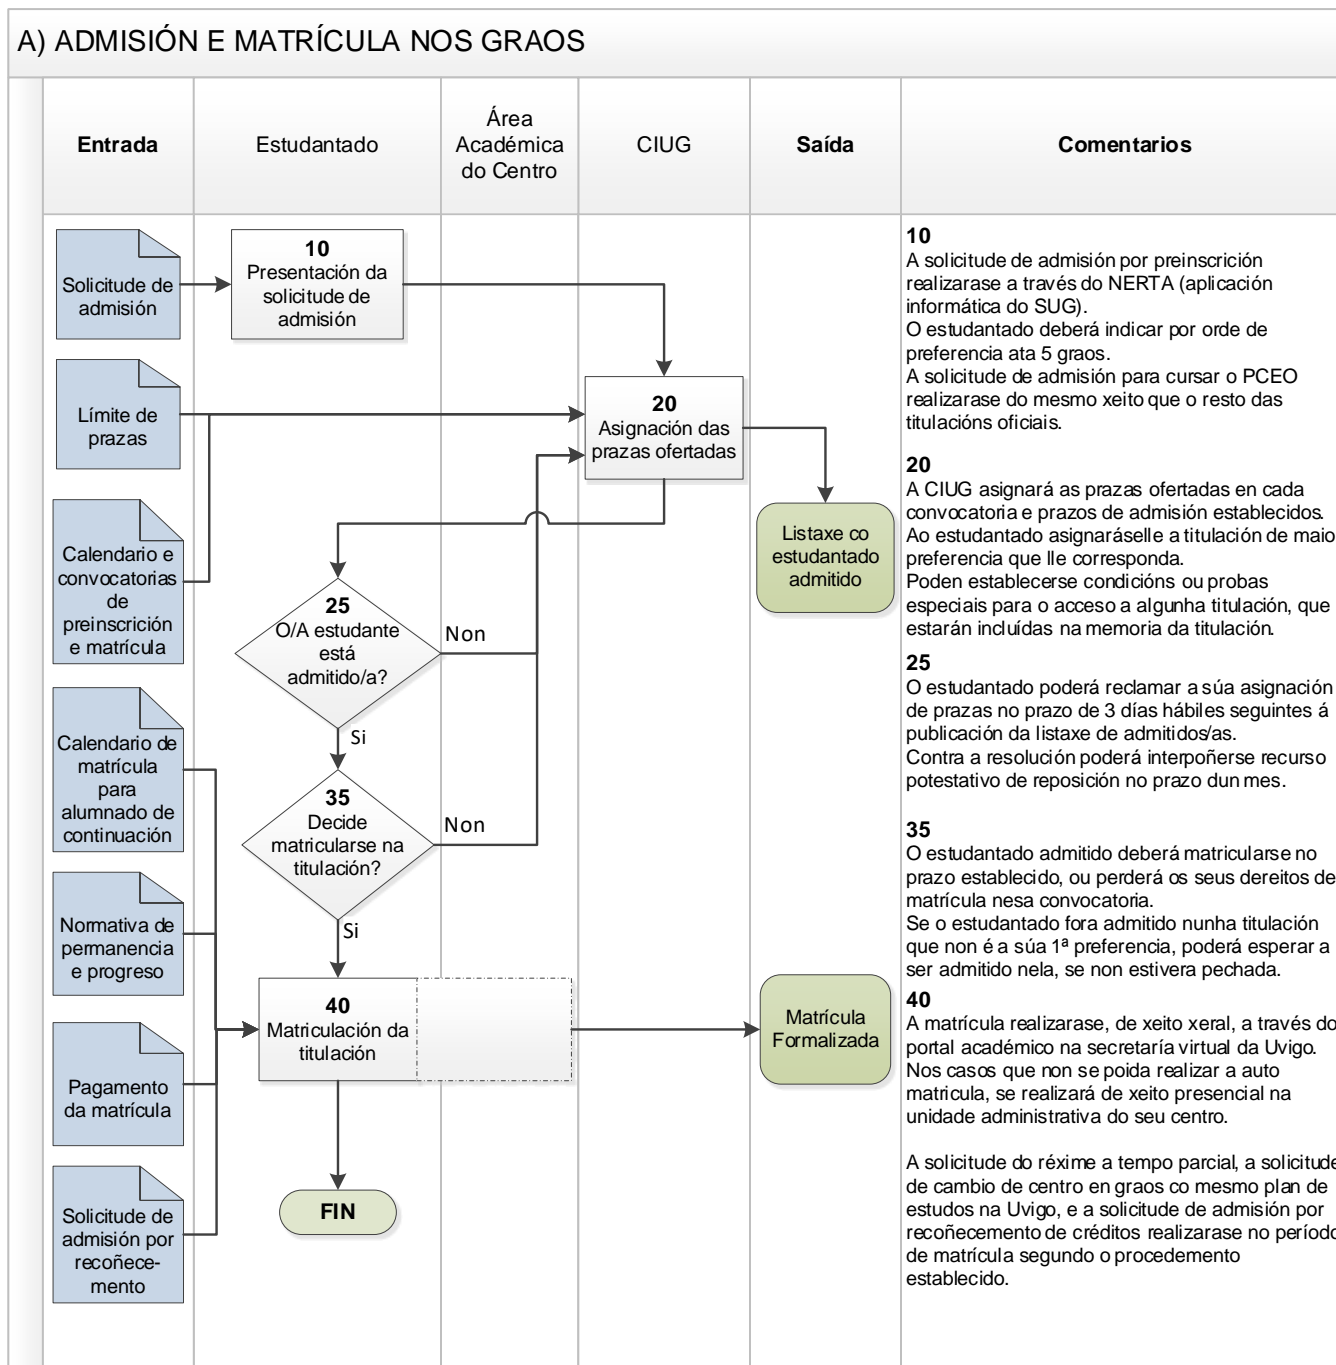 A) ADMISIÓN E MATRÍCULA NOS GRAOS
Entrada
Estudantado
Área
Académica
do Centro
CIUG
Saída
Comentarios
Solicitude de
admisión
Límite de
prazas
Calendario e
convocatorias
de
preinscrición
e matrícula
Calendario de
matrícula
para
alumnado de
continuación
Normativa de
permanencia
e progreso
Pagamento
da matrícula
Solicitude de
admisión por
recoñece-
mento
10
Presentación da
solicitude de
admisión
20
Asignación das
prazas ofertadas
25
O/A estudante
está
admitido/a?
Non
Si
35
Decide
matricularse na
titulación?
Non
Si
40
Matriculación da
titulación
FIN
Listaxe co
estudantado
admitido
Matrícula
Formalizada
10
A solicitude de admisión por preinscrición
realizarase a través do NERTA (aplicación
informática do SUG).
O estudantado deberá indicar por orde de
preferencia ata 5 graos.
A solicitude de admisión para cursar o PCEO
realizarase do mesmo xeito que o resto das
titulacións oficiais.
20
A CIUG asignará as prazas ofertadas en cada
convocatoria e prazos de admisión establecidos.
Ao estudantado asignaráselle a titulación de maio
preferencia que lle corresponda.
Poden establecerse condicións ou probas
especiais para o acceso a algunha titulación, que
estarán incluídas na memoria da titulación.
25
O estudantado poderá reclamar a súa asignación
de prazas no prazo de 3 días hábiles seguintes á
publicación da listaxe de admitidos/as.
Contra a resolución poderá interpoñerse recurso
potestativo de reposición no prazo dun mes.
35
O estudantado admitido deberá matricularse no
prazo establecido, ou perderá os seus dereitos de
matrícula nesa convocatoria.
Se o estudantado fora admitido nunha titulación
que non é a súa 1ª preferencia, poderá esperar a
ser admitido nela, se non estivera pechada.
40
A matrícula realizarase, de xeito xeral, a través do
portal académico na secretaría virtual da Uvigo.
Nos casos que non se poida realizar a auto
matricula, se realizará de xeito presencial na
unidade administrativa do seu centro.
A solicitude do réxime a tempo parcial, a solicitude
de cambio de centro en graos co mesmo plan de
estudos na Uvigo, e a solicitude de admisión por
recoñecemento de créditos realizarase no período
de matrícula segundo o procedemento
establecido.